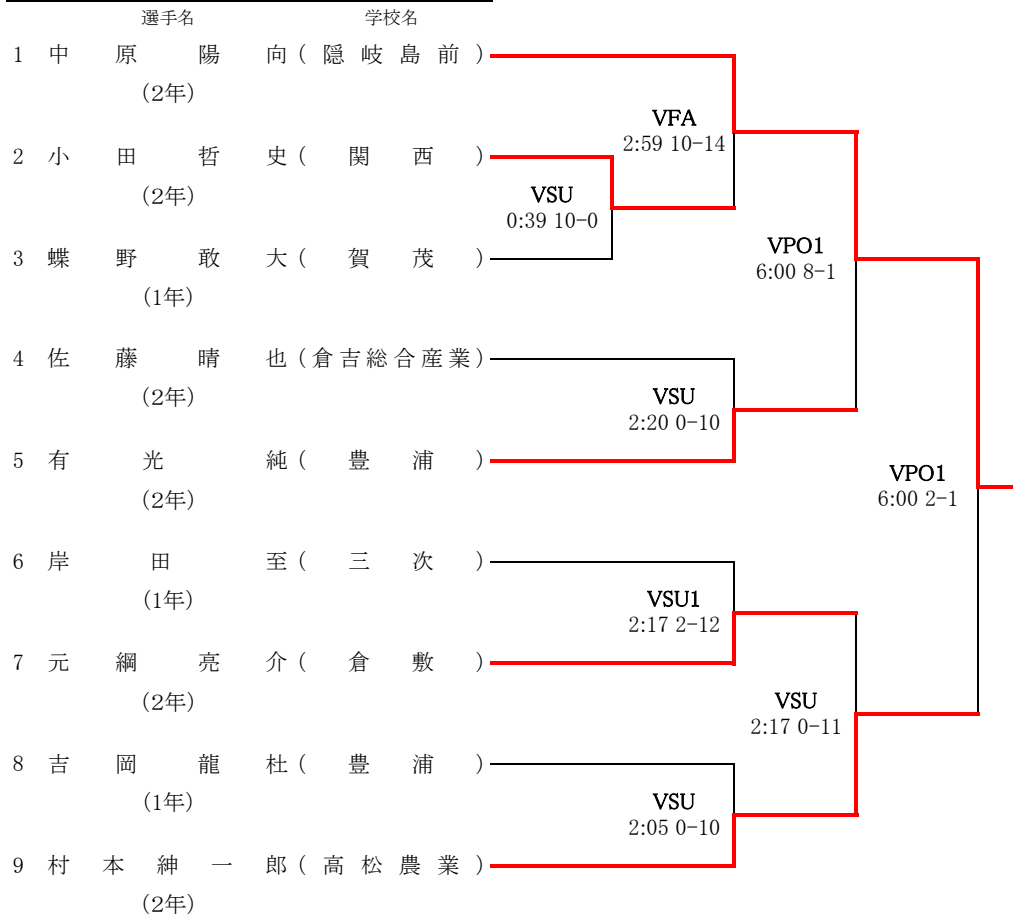 選手名 学校名
1 中原陽向(隠岐島前)
(2年)
VFA
2:59 10-14
2 小田哲史(関西)
(2年)
VSU
0:39 10-0
3 蝶野敢大(賀茂)
(1年)
VPO1
6:00 8-1
4 佐藤晴也(倉吉総合産業)
(2年)
VSU
2:20 0-10
5 有光純(豊浦)
(2年)
VPO1
6:00 2-1
6 岸田至(三次)
(1年)
VSU1
2:17 2-12
7 元綱亮介(倉敷)
(2年)
VSU
2:17 0-11
8 吉岡龍杜(豊浦)
(1年)
VSU
2:05 0-10
9 村本紳一郎(高松農業)
(2年)